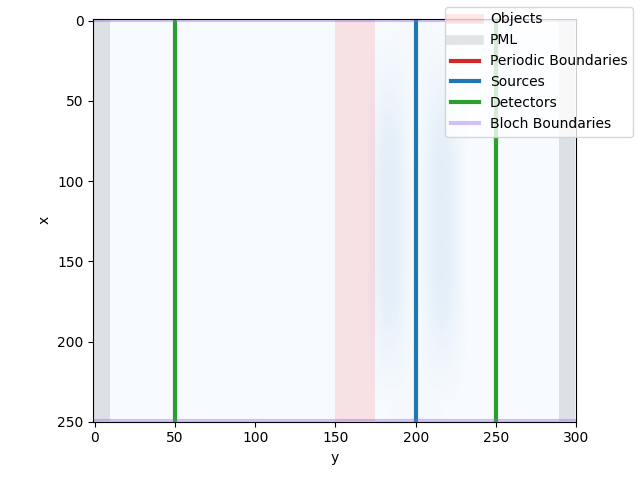 Objects
PML
Periodic Boundaries
Sources
Detectors
Bloch Boundaries
0
50
100
150
200
250
x
0
50
100
150
200
250
300
y